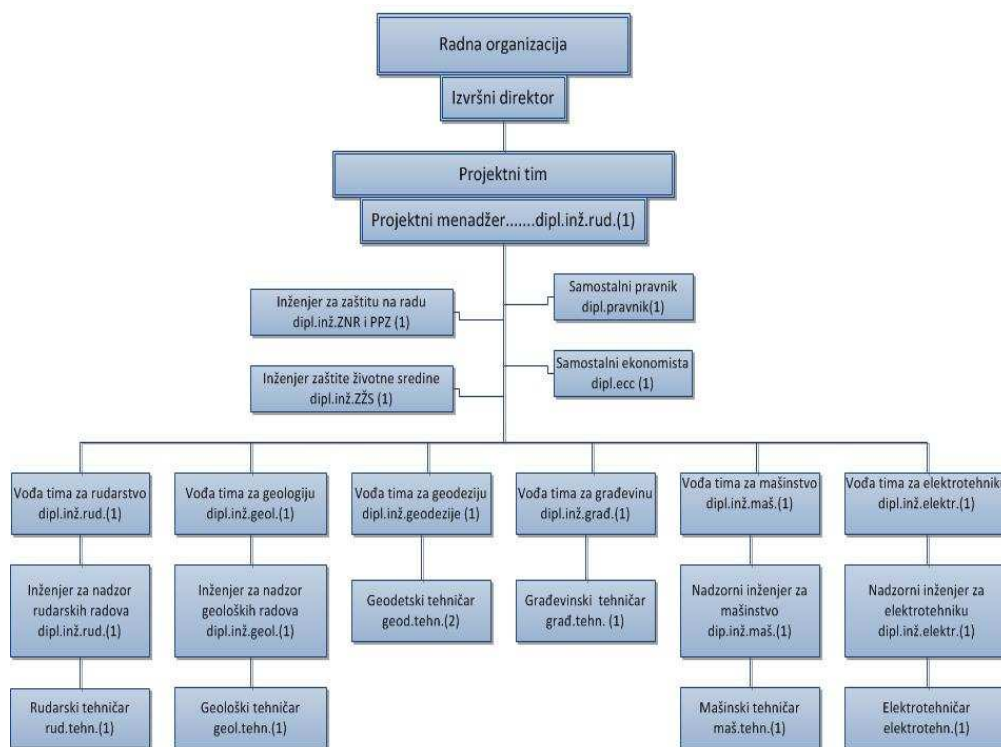 Radna organizacija
Izvršni direktor
Projektni tim
Projektni menadžer.......dipl.inž.rud.(1)
Inženjer za zaštitu na radu
dipl.inž.ZNR i PPZ (1)
Samostalni pravnik
dipl.pravnik(1)
Inženjer zaštite životne sredine
dipl.inž.ZŽS (1)
Samostalni ekonomista
dipl.ecc (1)
Vođa tima za rudarstvo
dipl.inž.rud.(1)
Vođa tima za geologiju
dipl.inž.geol.(1)
Vođa tima za geodeziju
dipl.inž.geodezije (1)
Vođa tima za građevinu
dipl.inž.građ.(1)
Vođa tima za mašinstvo
dipl.inž.maš.(1)
Vođa tima za elektrotehniku
dipl.inž.elektr.(1)
Inženjer za nadzor
rudarskih radova
dipl.inž.rud.(1)
Inženjer za nadzor
geoloških radova
dipl.inž.geol.(1)
Geodetski tehničar
geod.tehn.(2)
Građevinski tehničar
građ.tehn. (1)
Nadzorni inženjer za
mašinstvo
dip.inž.maš.(1)
Nadzorni inženjer za
elektrotehniku
dipl.inž.elektr.(1)
Rudarski tehničar
rud.tehn.(1)
Geološki tehničar
geol.tehn.(1)
Mašinski tehničar
maš.tehn.(1)
Elektrotehničar
elektrotehn.(1)